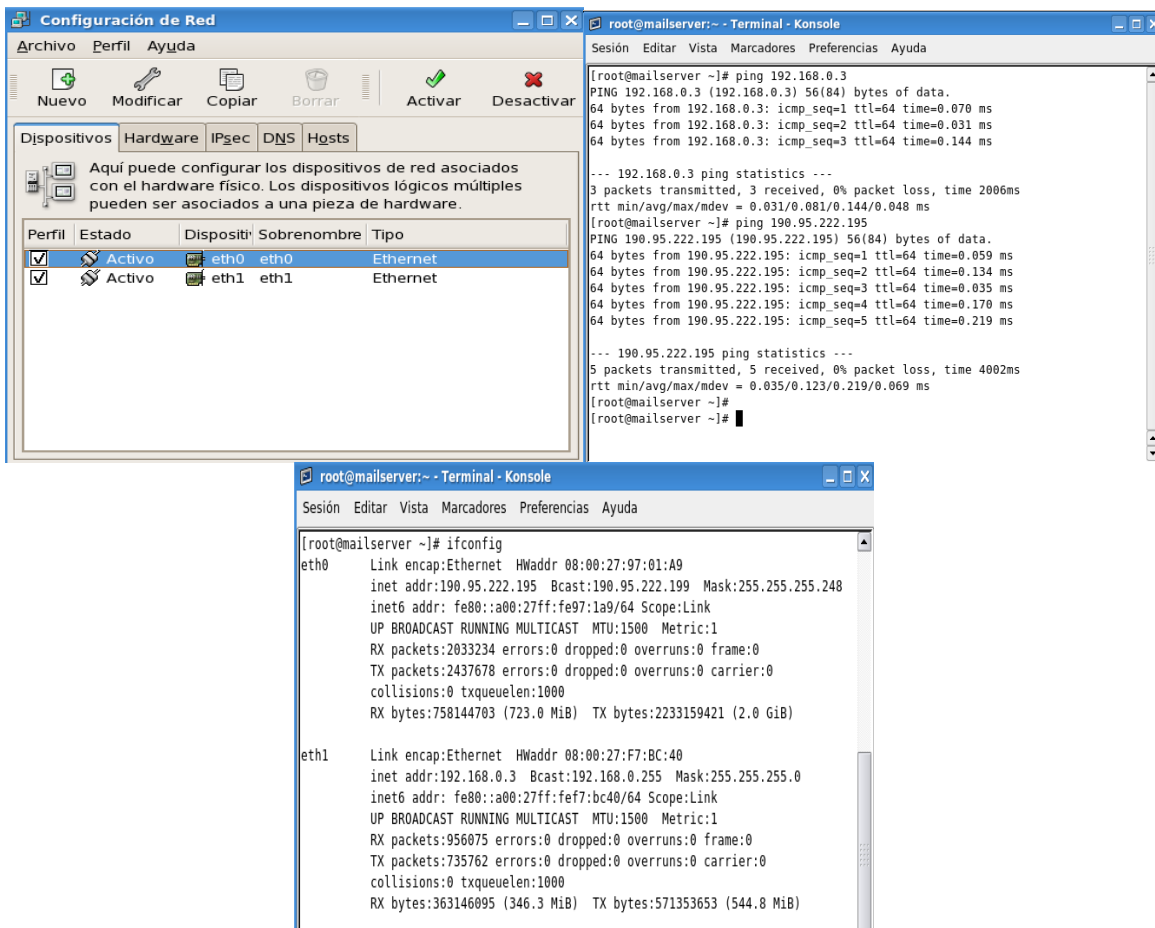 Configuración de Red
Archivo Perfil Ayuda
Nuevo Modificar Copiar Borrar Activar Desactivar
Dispositivos Hardware IPsec DNS Hosts
Aquí puede configurar los dispositivos de red asociados
con el hardware físico. Los dispositivos lógicos múltiples
pueden ser asociados a una pieza de hardware.
Perfil Estado Dispositiv Sobrenombre Tipo
Activo eth0 eth0 Ethernet
Activo eth1 eth1 Ethernet
root@mailserver:~ - Terminal - Konsole
Sesión Editar Vista Marcadores Preferencias Ayuda
[root@mailserver ~]# ping 192.168.0.3
PING 192.168.0.3 (192.168.0.3) 56(84) bytes of data.
64 bytes from 192.168.0.3: icmp_seq=1 ttl=64 time=0.070 ms
64 bytes from 192.168.0.3: icmp_seq=2 ttl=64 time=0.031 ms
64 bytes from 192.168.0.3: icmp_seq=3 ttl=64 time=0.144 ms
--- 192.168.0.3 ping statistics ---
3 packets transmitted, 3 received, 0% packet loss, time 2006ms
rtt min/avg/max/mdev = 0.031/0.081/0.144/0.048 ms
[root@mailserver ~]# ping 190.95.222.195
PING 190.95.222.195 (190.95.222.195) 56(84) bytes of data.
64 bytes from 190.95.222.195: icmp_seq=1 ttl=64 time=0.059 ms
64 bytes from 190.95.222.195: icmp_seq=2 ttl=64 time=0.134 ms
64 bytes from 190.95.222.195: icmp_seq=3 ttl=64 time=0.035 ms
64 bytes from 190.95.222.195: icmp_seq=4 ttl=64 time=0.170 ms
64 bytes from 190.95.222.195: icmp_seq=5 ttl=64 time=0.219 ms
--- 190.95.222.195 ping statistics ---
5 packets transmitted, 5 received, 0% packet loss, time 4002ms
rtt min/avg/max/mdev = 0.035/0.123/0.219/0.069 ms
[root@mailserver ~]#
[root@mailserver ~]#
root@mailserver:~ - Terminal - Konsole
Sesión Editar Vista Marcadores Preferencias Ayuda
[root@mailserver ~]# ifconfig
eth0 Link encap:Ethernet HWaddr 08:00:27:97:01:A9
inet addr:190.95.222.195 Bcast:190.95.222.199 Mask:255.255.255.248
inet6 addr: fe80::a00:27ff:fe97:1a9/64 Scope:Link
UP BROADCAST RUNNING MULTICAST MTU:1500 Metric:1
RX packets:2033234 errors:0 dropped:0 overruns:0 frame:0
TX packets:2437678 errors:0 dropped:0 overruns:0 carrier:0
collisions:0 txqueuelen:1000
RX bytes:758144703 (723.0 MiB) TX bytes:2233159421 (2.0 GiB)
eth1 Link encap:Ethernet HWaddr 08:00:27:F7:BC:40
inet addr:192.168.0.3 Bcast:192.168.0.255 Mask:255.255.255.0
inet6 addr: fe80::a00:27ff:fef7:bc40/64 Scope:Link
UP BROADCAST RUNNING MULTICAST MTU:1500 Metric:1
RX packets:956075 errors:0 dropped:0 overruns:0 frame:0
TX packets:735762 errors:0 dropped:0 overruns:0 carrier:0
collisions:0 txqueuelen:1000
RX bytes:363146095 (346.3 MiB) TX bytes:571353653 (544.8 MiB)